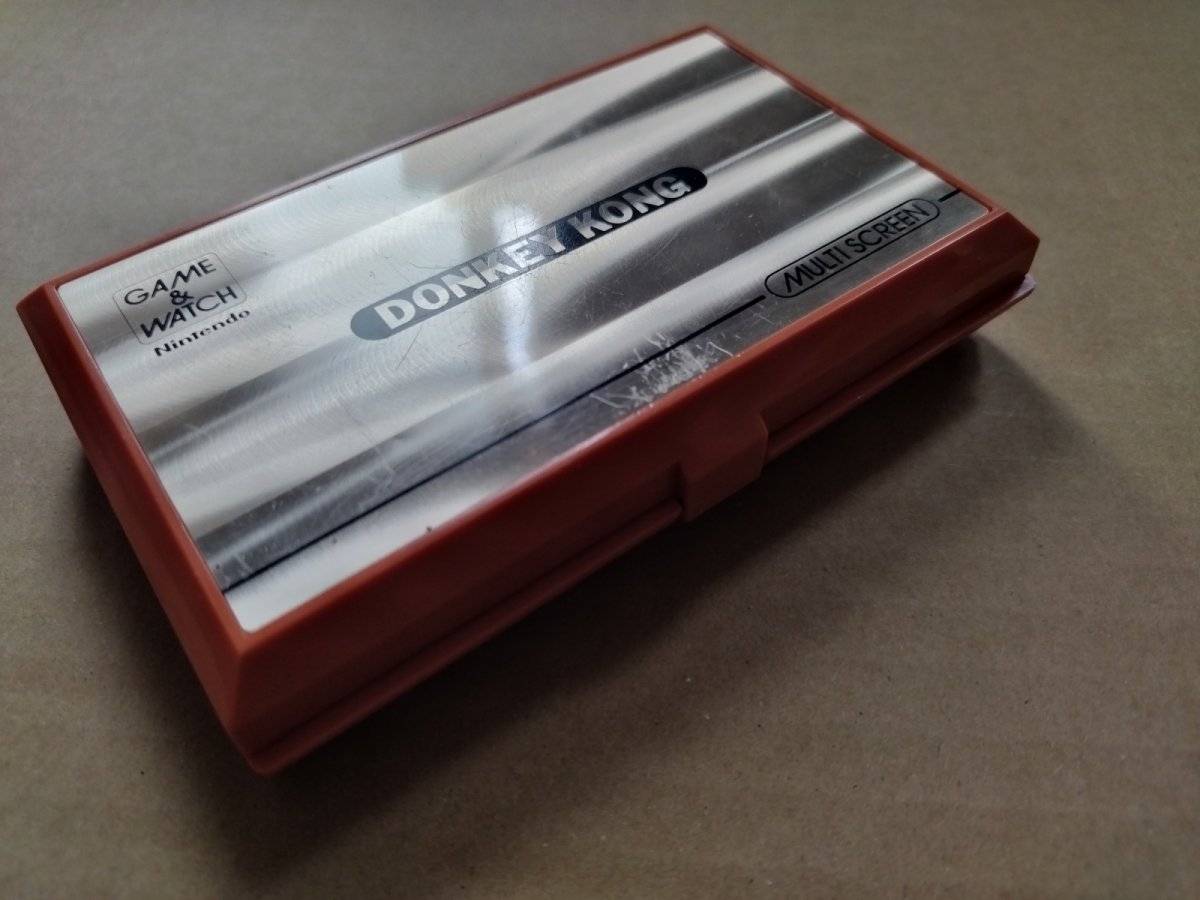 GAME
&
WATCH
Nintendo
DONKEY KONG
MULTI SCREEN